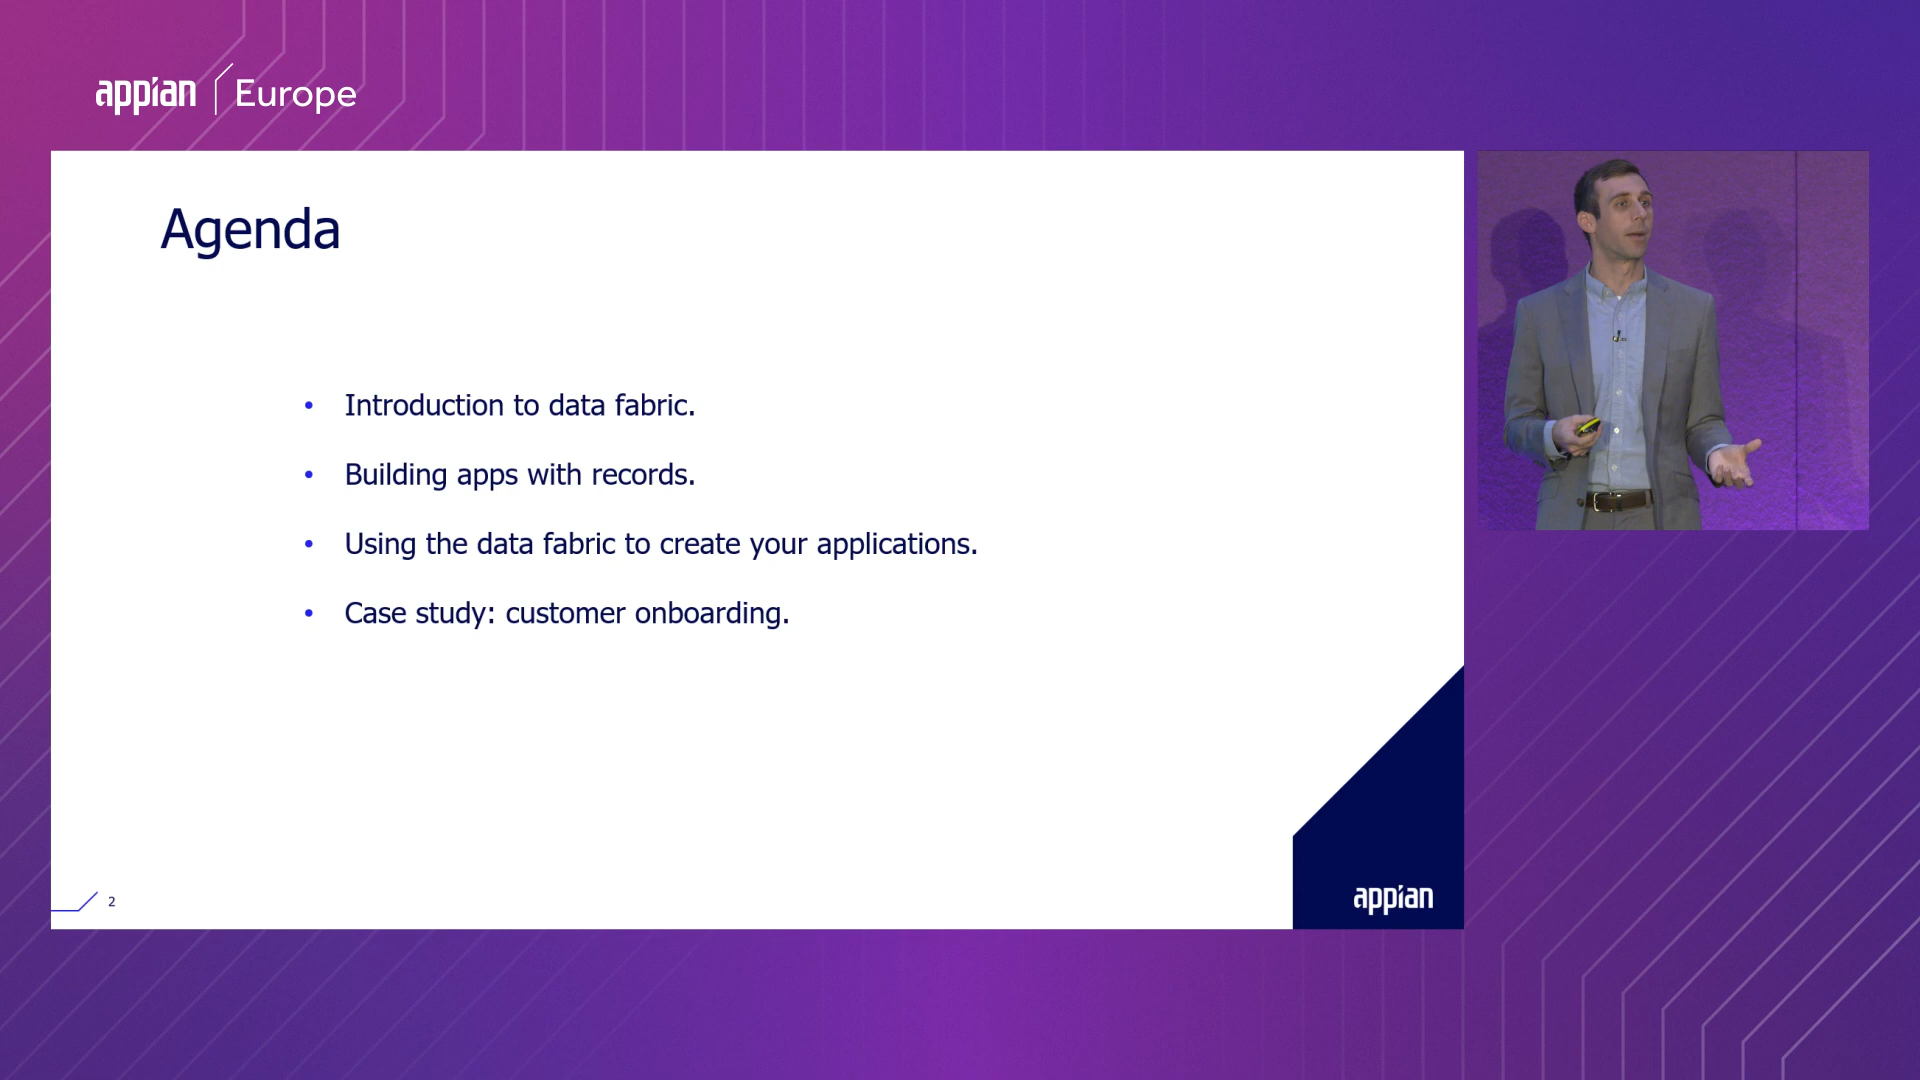 appian Europe
Agenda
• Introduction to data fabric.
• Building apps with records.
• Using the data fabric to create your applications.
• Case study: customer onboarding.
2
appian